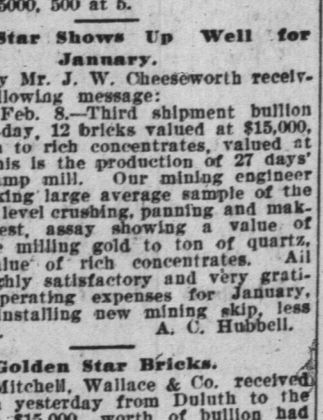 5000, 500 at 5.
Star Shows Up Well for
January.
y Mr. J. W. Cheeseworth receiv-
llowing message:
Feb. 8.—Third shipment bullion
day, 12 bricks valued at $15,000,
to rich concentrates, valued at
his is the production of 27 days'
mp mill. Our mining engineer
king large average sample of the
level crushing, panning and mak-
est, assay showing a value of
milling gold to ton of quartz,
alue of rich concentrates. All
ghly satisfactory and very grati-
perating expenses for January,
nstalling new mining skip, less
A. C. Hubbell.
Golden Star Bricks.
Mitchell, Wallace & Co. received
yesterday from Duluth to the
$15,000 worth of bullion had